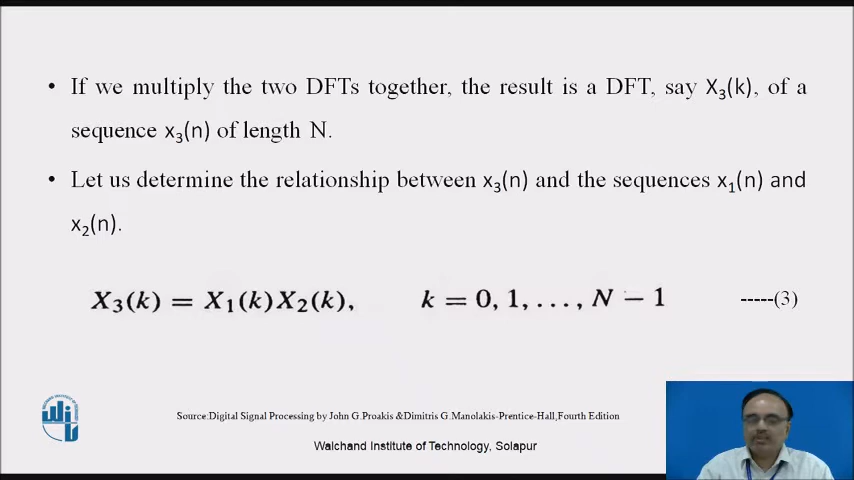 • If we multiply the two DFTs together, the result is a DFT, say X₃(k), of a
sequence x₃(n) of length N.
• Let us determine the relationship between x₃(n) and the sequences x₁(n) and
x₂(n).
X₃(k) = X₁(k)X₂(k), k = 0, 1, . . . , N − 1 -----(3)
Source:Digital Signal Processing by John G.Proakis &Dimitris G.Manolakis-Prentice-Hall,Fourth Edition
Walchand Institute of Technology, Solapur